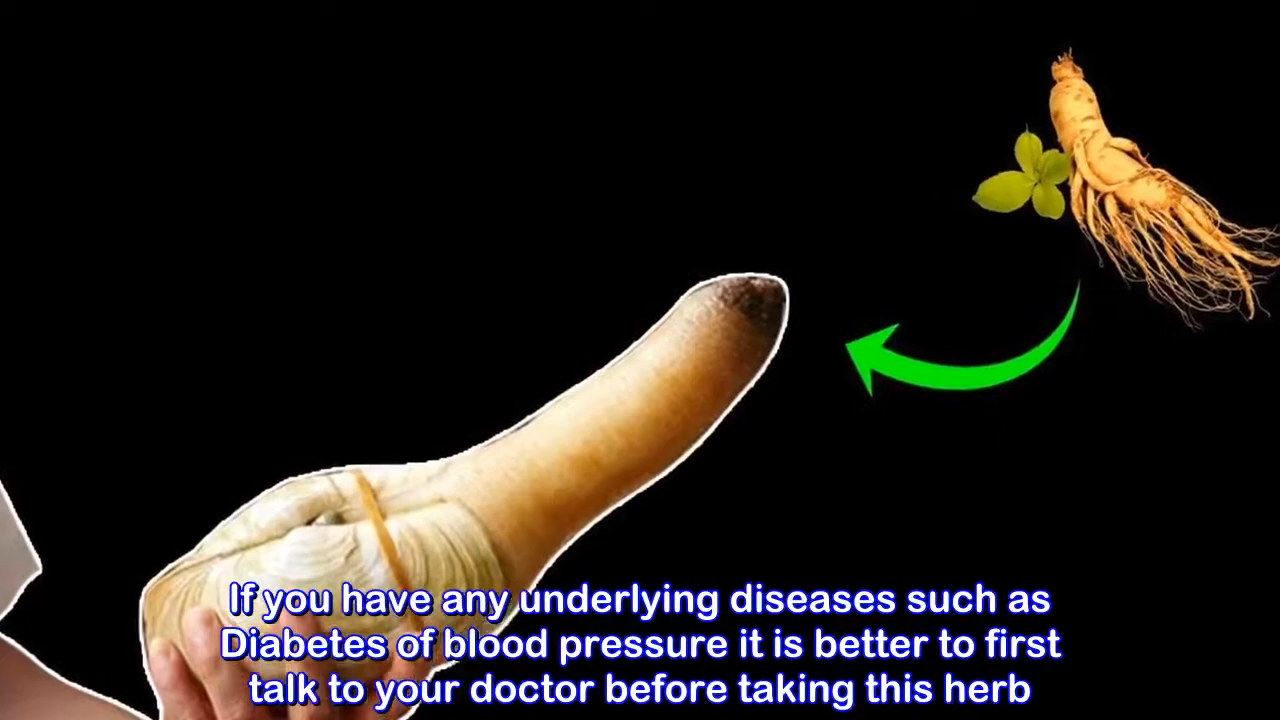 If you have any underlying diseases such as
Diabetes of blood pressure it is better to first
talk to your doctor before taking this herb